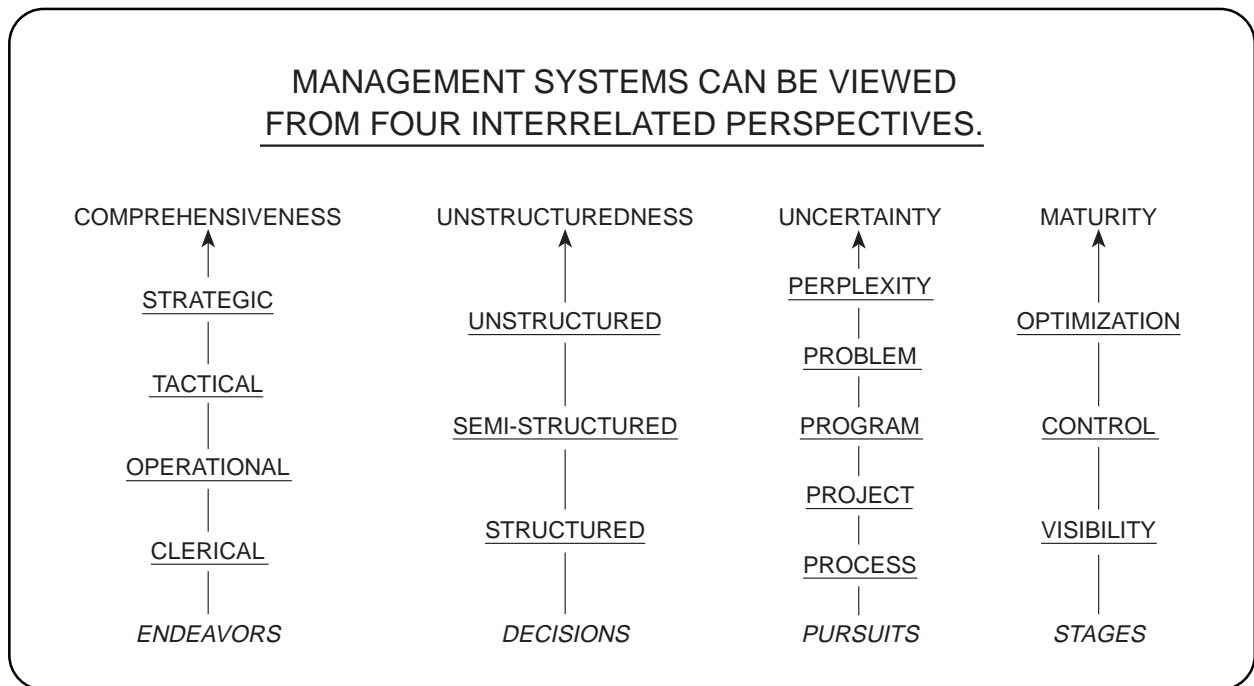 MANAGEMENT SYSTEMS CAN BE VIEWED
FROM FOUR INTERRELATED PERSPECTIVES.
COMPREHENSIVENESS
STRATEGIC
TACTICAL
OPERATIONAL
CLERICAL
ENDEAVORS
UNSTRUCTUREDNESS
UNSTRUCTURED
SEMI-STRUCTURED
STRUCTURED
DECISIONS
UNCERTAINTY
PERPLEXITY
PROBLEM
PROGRAM
PROJECT
PROCESS
PURSUITS
MATURITY
OPTIMIZATION
CONTROL
VISIBILITY
STAGES